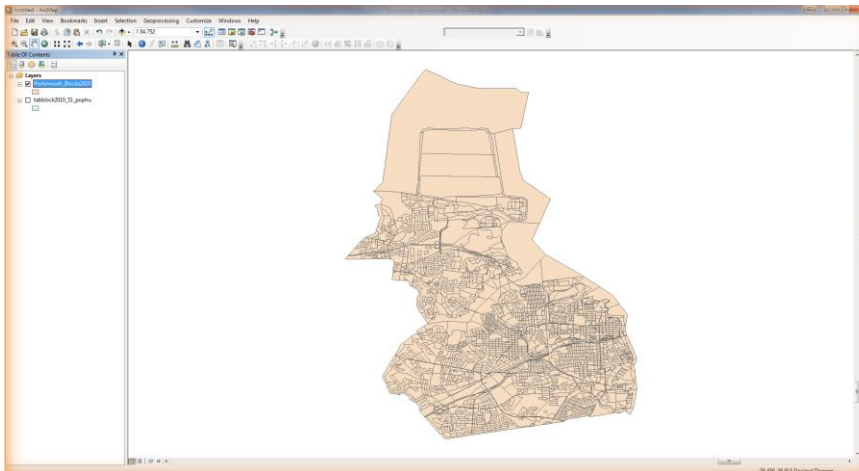 Untitled - ArcMap
File Edit View Bookmarks Insert Selection Geoprocessing Customize Windows Help
1:94,752
Table Of Contents
Layers
Portsmouth_Blocks2010
tabblock2010_51_pophu